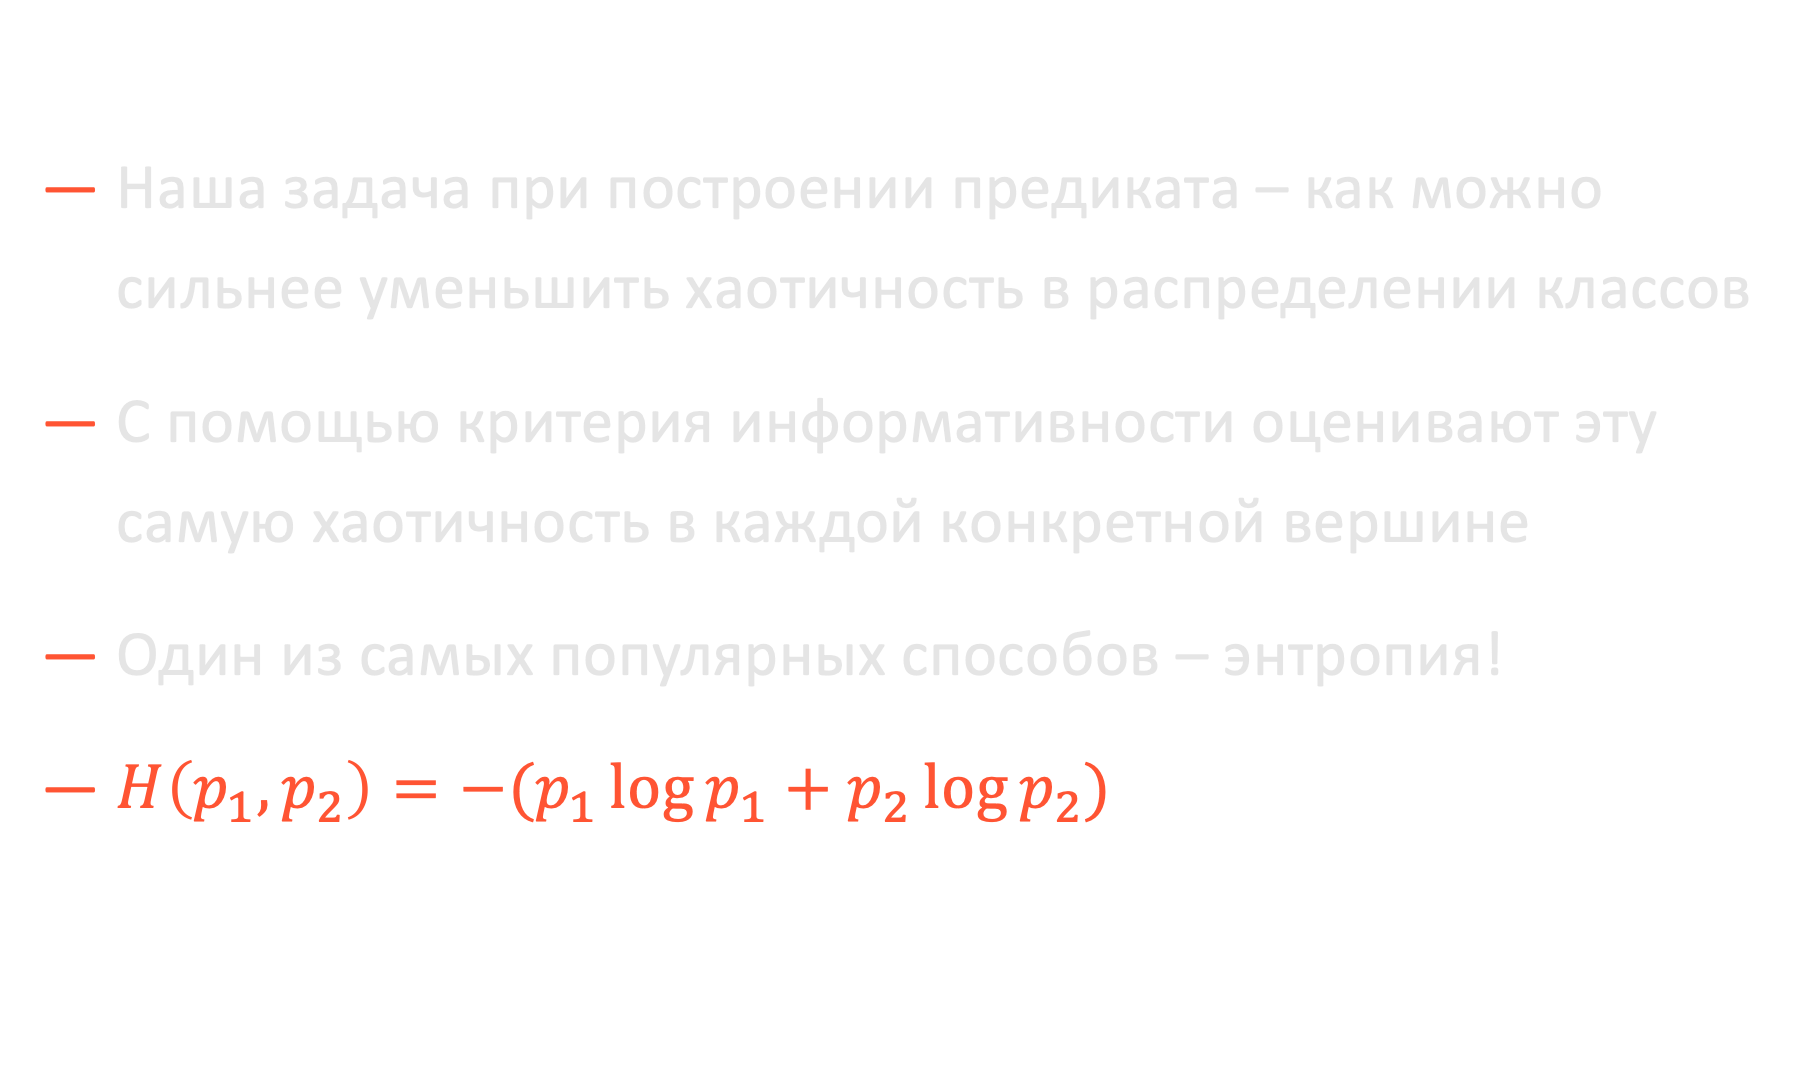 — Наша задача при построении предиката – как можно
сильнее уменьшить хаотичность в распределении классов
— С помощью критерия информативности оценивают эту
самую хаотичность в каждой конкретной вершине
— Один из самых популярных способов – энтропия!
— H(p₁, p₂) = −(p₁ log p₁ + p₂ log p₂)